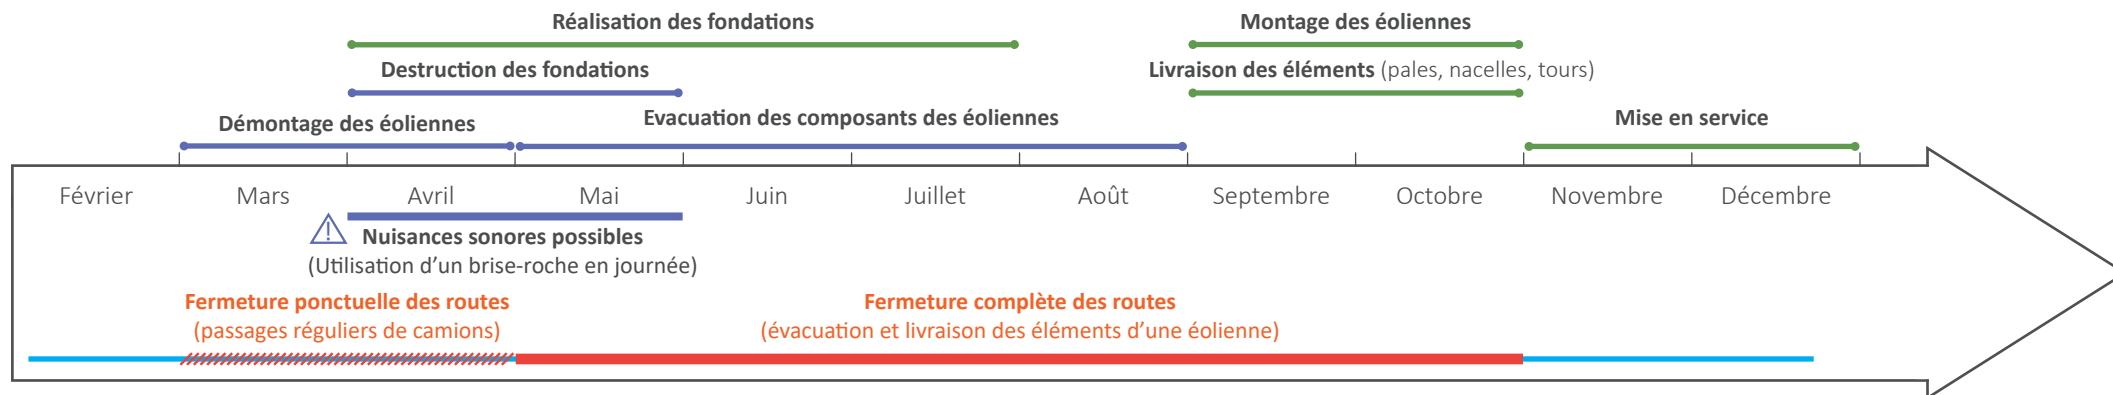 Réalisation des fondations
Montage des éoliennes
Destruction des fondations
Livraison des éléments (pales, nacelles, tours)
Démontage des éoliennes
Evacuation des composants des éoliennes
Mise en service
Février Mars Avril Mai Juin Juillet Août Septembre Octobre Novembre Décembre
Nuisances sonores possibles
(Utilisation d’un brise-roche en journée)
Fermeture ponctuelle des routes
(passages réguliers de camions)
Fermeture complète des routes
(évacuation et livraison des éléments d’une éolienne)